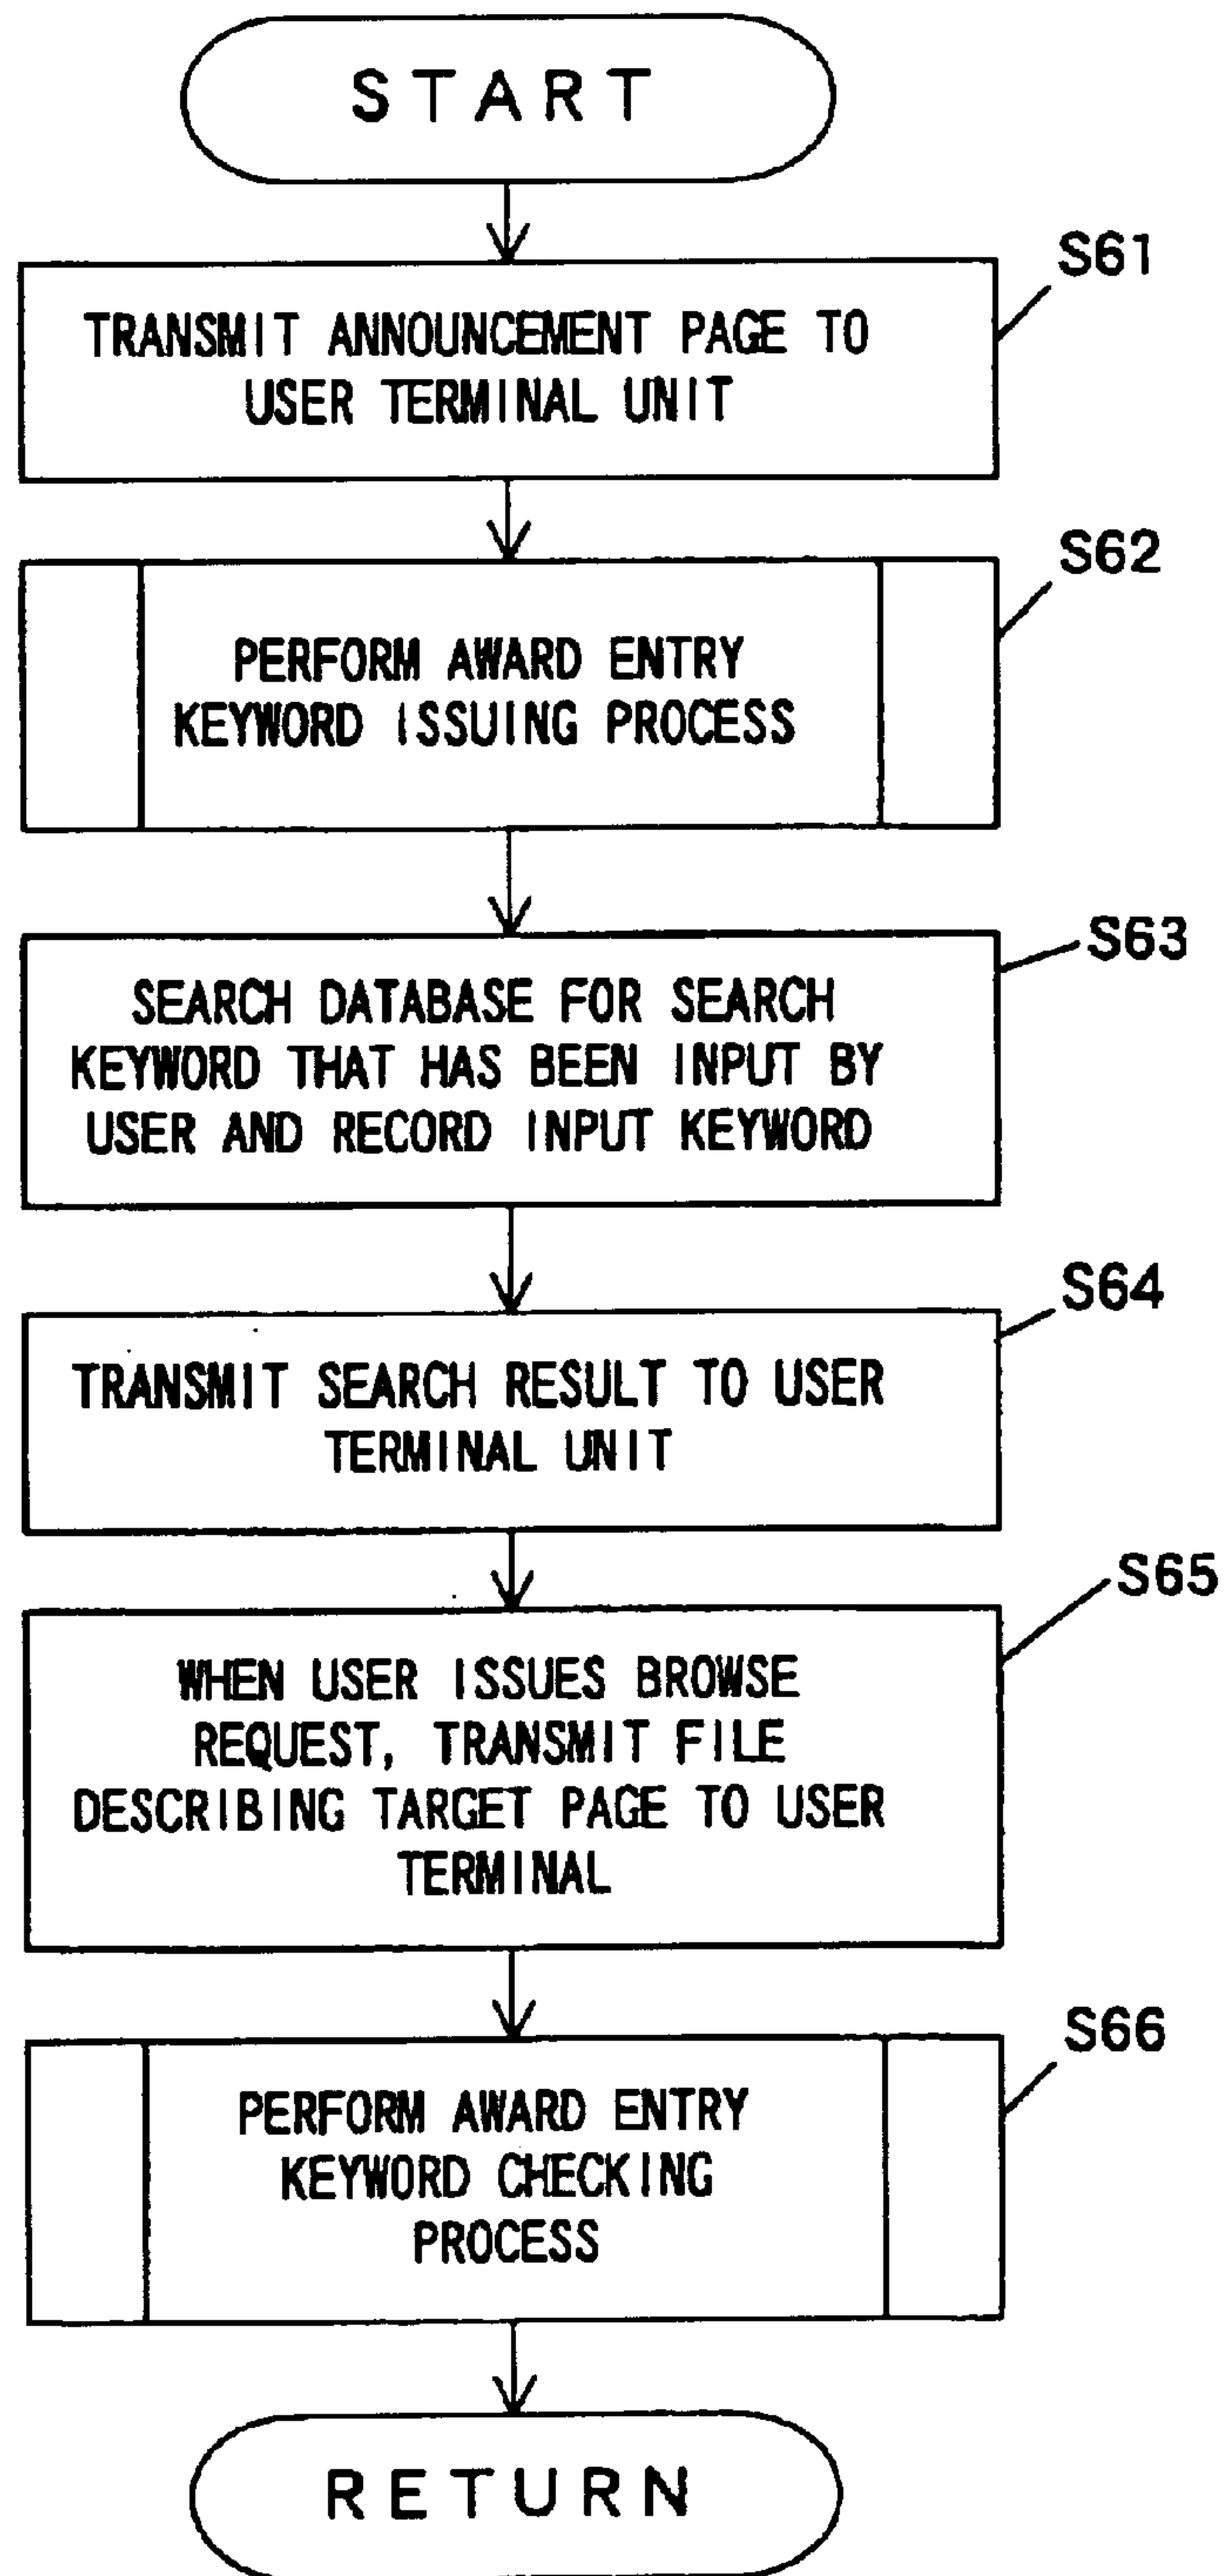 START
S61
TRANSMIT ANNOUNCEMENT PAGE TO
USER TERMINAL UNIT
S62
PERFORM AWARD ENTRY
KEYWORD ISSUING PROCESS
S63
SEARCH DATABASE FOR SEARCH
KEYWORD THAT HAS BEEN INPUT BY
USER AND RECORD INPUT KEYWORD
S64
TRANSMIT SEARCH RESULT TO USER
TERMINAL UNIT
S65
WHEN USER ISSUES BROWSE
REQUEST, TRANSMIT FILE
DESCRIBING TARGET PAGE TO USER
TERMINAL
S66
PERFORM AWARD ENTRY
KEYWORD CHECKING
PROCESS
RETURN